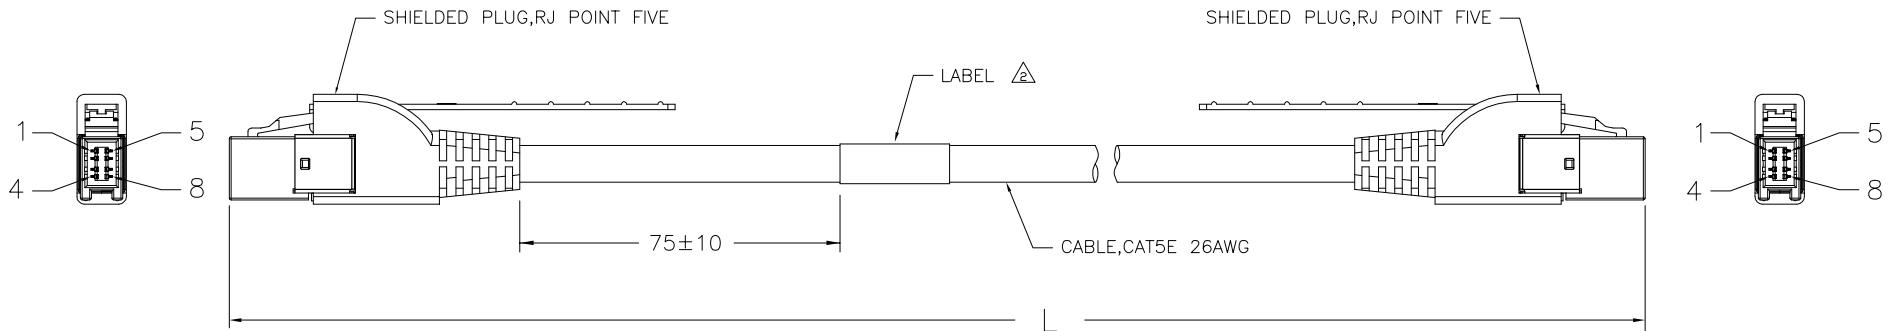 SHIELDED PLUG,RJ POINT FIVE
SHIELDED PLUG,RJ POINT FIVE
LABEL 2
1
5
1
5
4
8
4
8
75±10
CABLE,CAT5E 26AWG
L